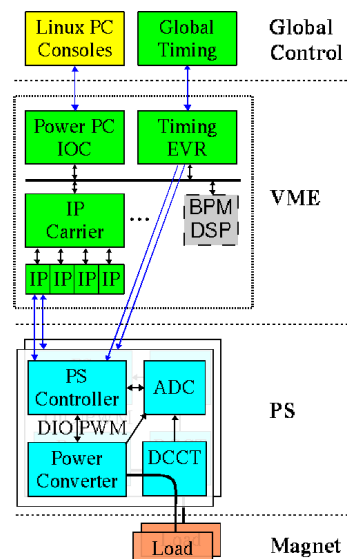 Linux PC
Consoles
Global
Timing
Global
Control
Power PC
IOC
Timing
EVR
VME
IP
Carrier
...
BPM
DSP
IP IP IP IP
PS
Controller
ADC
DIO PWM
PS
Power
Converter
DCCT
Load
Load
Magnet